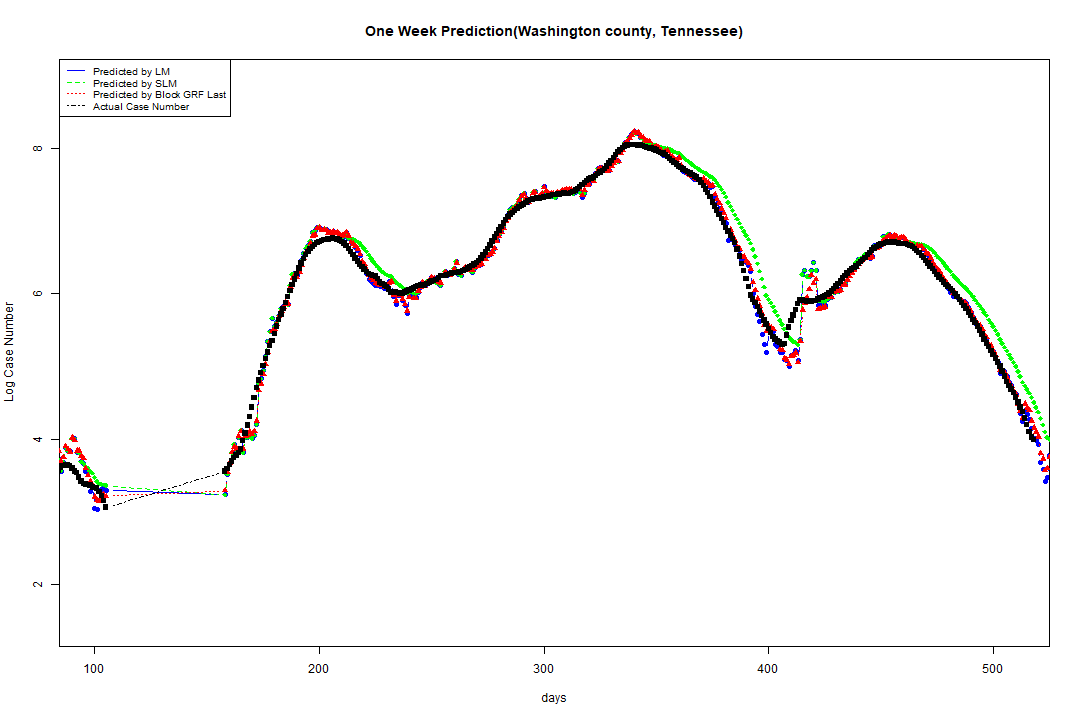 One Week Prediction(Washington county, Tennessee)
Predicted by LM
Predicted by SLM
Predicted by Block GRF Last
Actual Case Number
8
6
4
2
Log Case Number
100 200 300 400 500
days